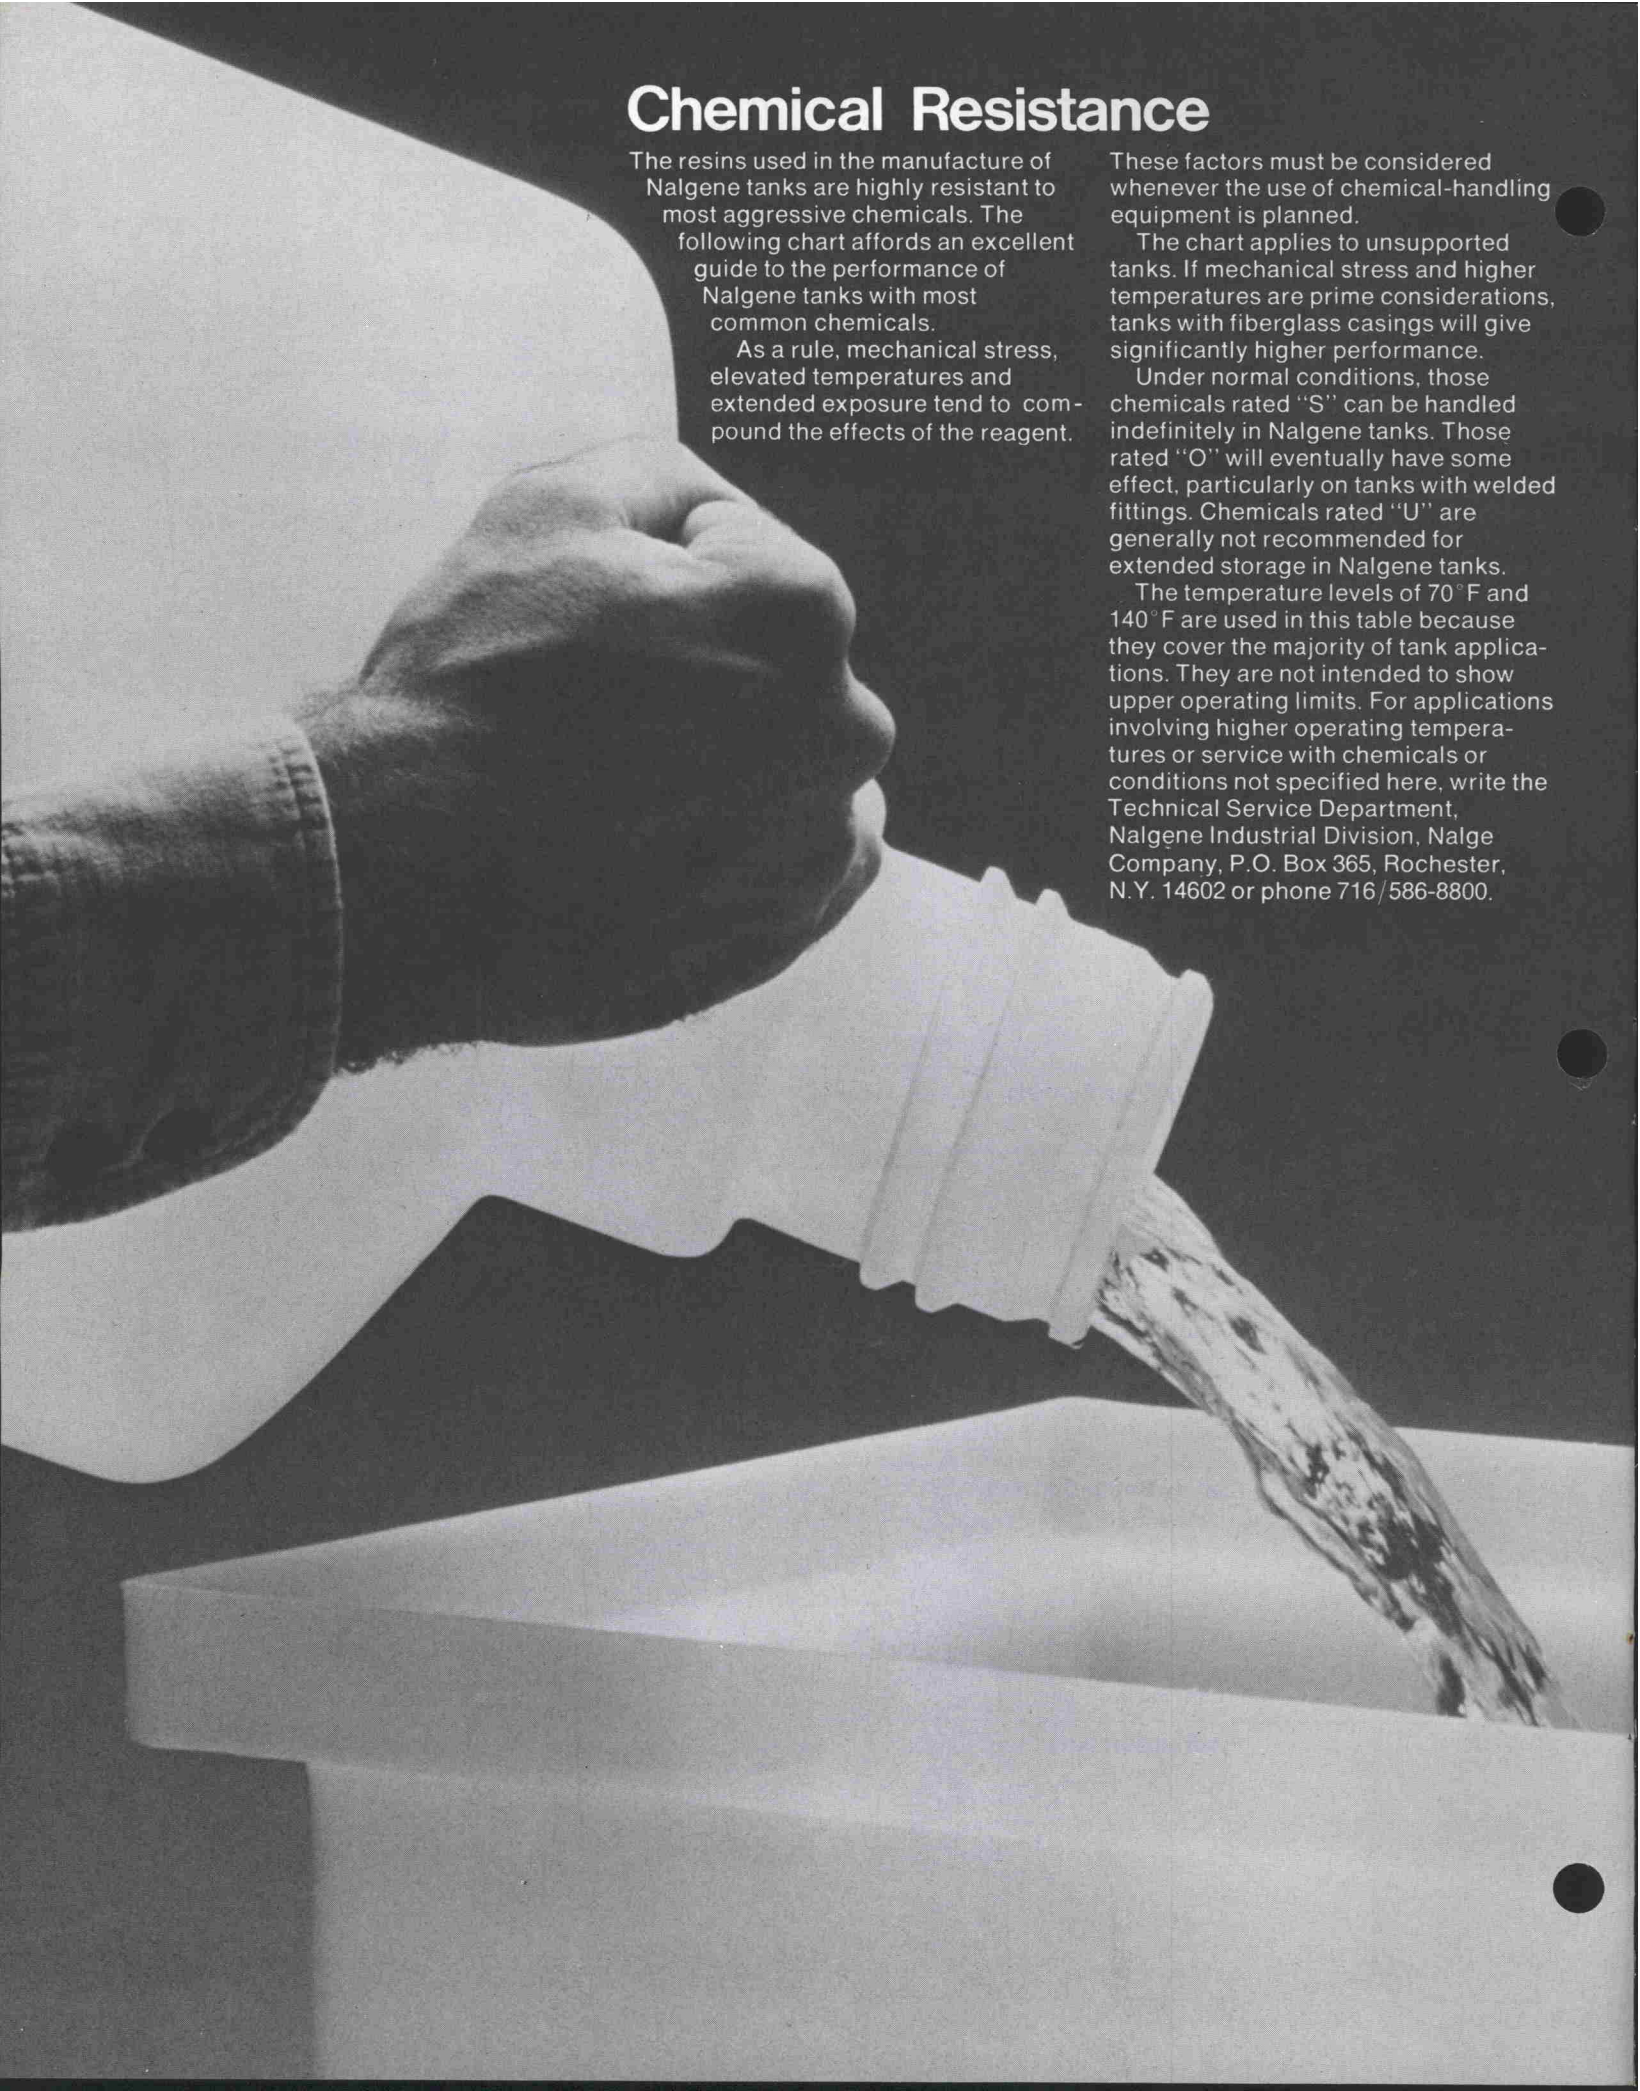 Chemical Resistance
The resins used in the manufacture of
Nalgene tanks are highly resistant to
most aggressive chemicals. The
following chart affords an excellent
guide to the performance of
Nalgene tanks with most
common chemicals.
As a rule, mechanical stress,
elevated temperatures and
extended exposure tend to com-
pound the effects of the reagent.
These factors must be considered
whenever the use of chemical-handling
equipment is planned.
The chart applies to unsupported
tanks. If mechanical stress and higher
temperatures are prime considerations,
tanks with fiberglass casings will give
significantly higher performance.
Under normal conditions, those
chemicals rated “S” can be handled
indefinitely in Nalgene tanks. Those
rated “O” will eventually have some
effect, particularly on tanks with welded
fittings. Chemicals rated “U” are
generally not recommended for
extended storage in Nalgene tanks.
The temperature levels of 70°F and
140°F are used in this table because
they cover the majority of tank applica-
tions. They are not intended to show
upper operating limits. For applications
involving higher operating tempera-
tures or service with chemicals or
conditions not specified here, write the
Technical Service Department,
Nalgene Industrial Division, Nalge
Company, P.O. Box 365, Rochester,
N.Y. 14602 or phone 716/586-8800.